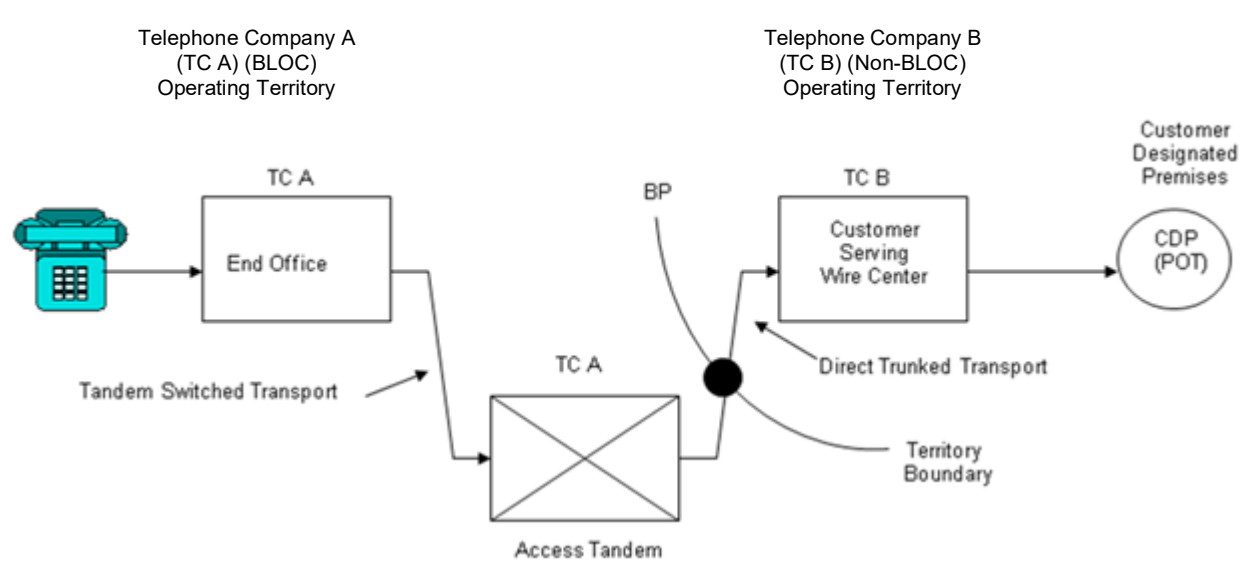 Telephone Company A
(TC A) (BLOC)
Operating Territory
Telephone Company B
(TC B) (Non-BLOC)
Operating Territory
Customer
Designated
Premises
TC A
End Office
BP
TC B
Customer
Serving
Wire Center
CDP
(POT)
Tandem Switched Transport
TC A
Direct Trunked Transport
Territory
Boundary
Access Tandem